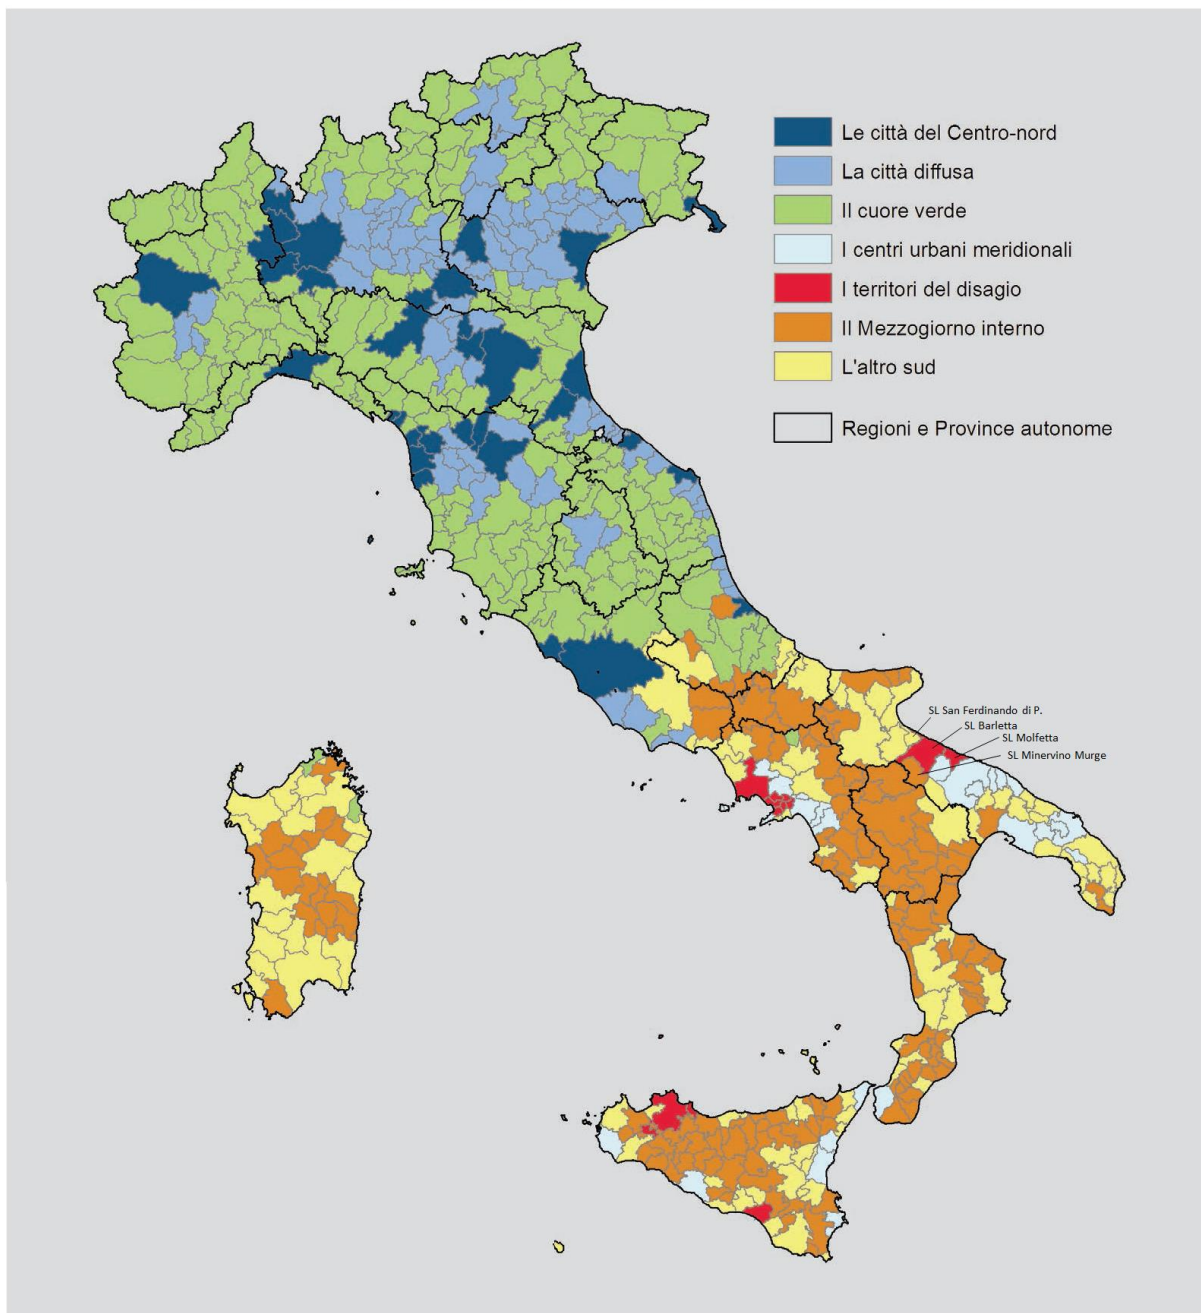 Le città del Centro-nord
La città diffusa
Il cuore verde
I centri urbani meridionali
I territori del disagio
Il Mezzogiorno interno
L'altro sud
Regioni e Province autonome
SL San Ferdinando di P.
SL Barletta
SL Molfetta
SL Minervino Murge